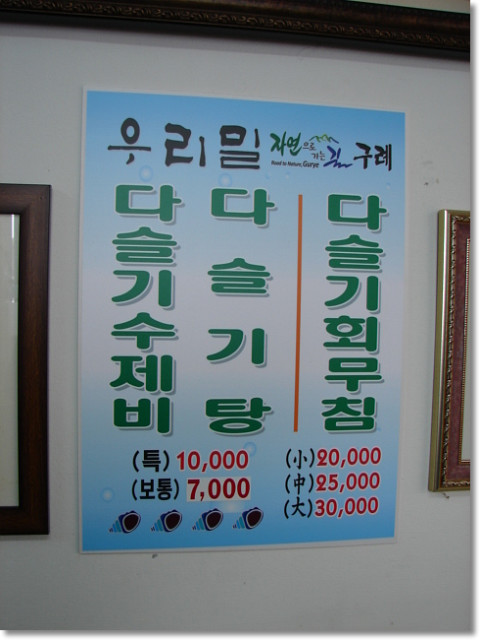 우리밀 자연으로 가는 길 구례
Road to Nature, Gurye
다슬기수제비
다슬기탕
다슬기회무침
(특) 10,000
(보통) 7,000
(小) 20,000
(中) 25,000
(大) 30,000